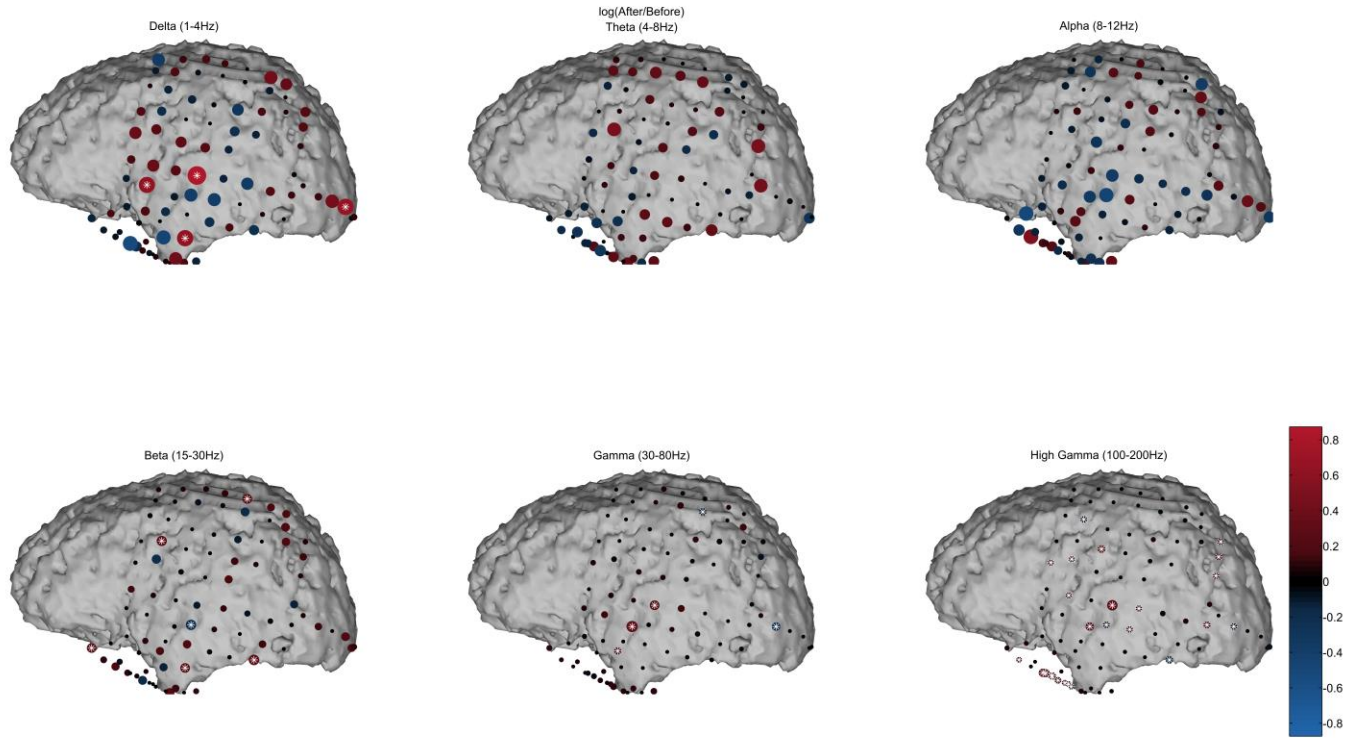 log(After/Before)
Delta (1-4Hz)
Theta (4-8Hz)
Alpha (8-12Hz)
Beta (15-30Hz)
Gamma (30-80Hz)
High Gamma (100-200Hz)
0.8
0.6
0.4
0.2
0
-0.2
-0.4
-0.6
-0.8